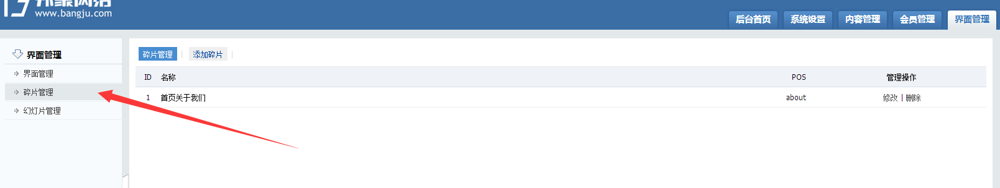 www.bangju.com
后台首页 系统设置 内容管理 会员管理 界面管理
界面管理
界面管理
碎片管理
幻灯片管理
碎片管理 | 添加碎片 |
ID 名称 POS 管理操作
1 首页关于我们 about 修改 | 删除